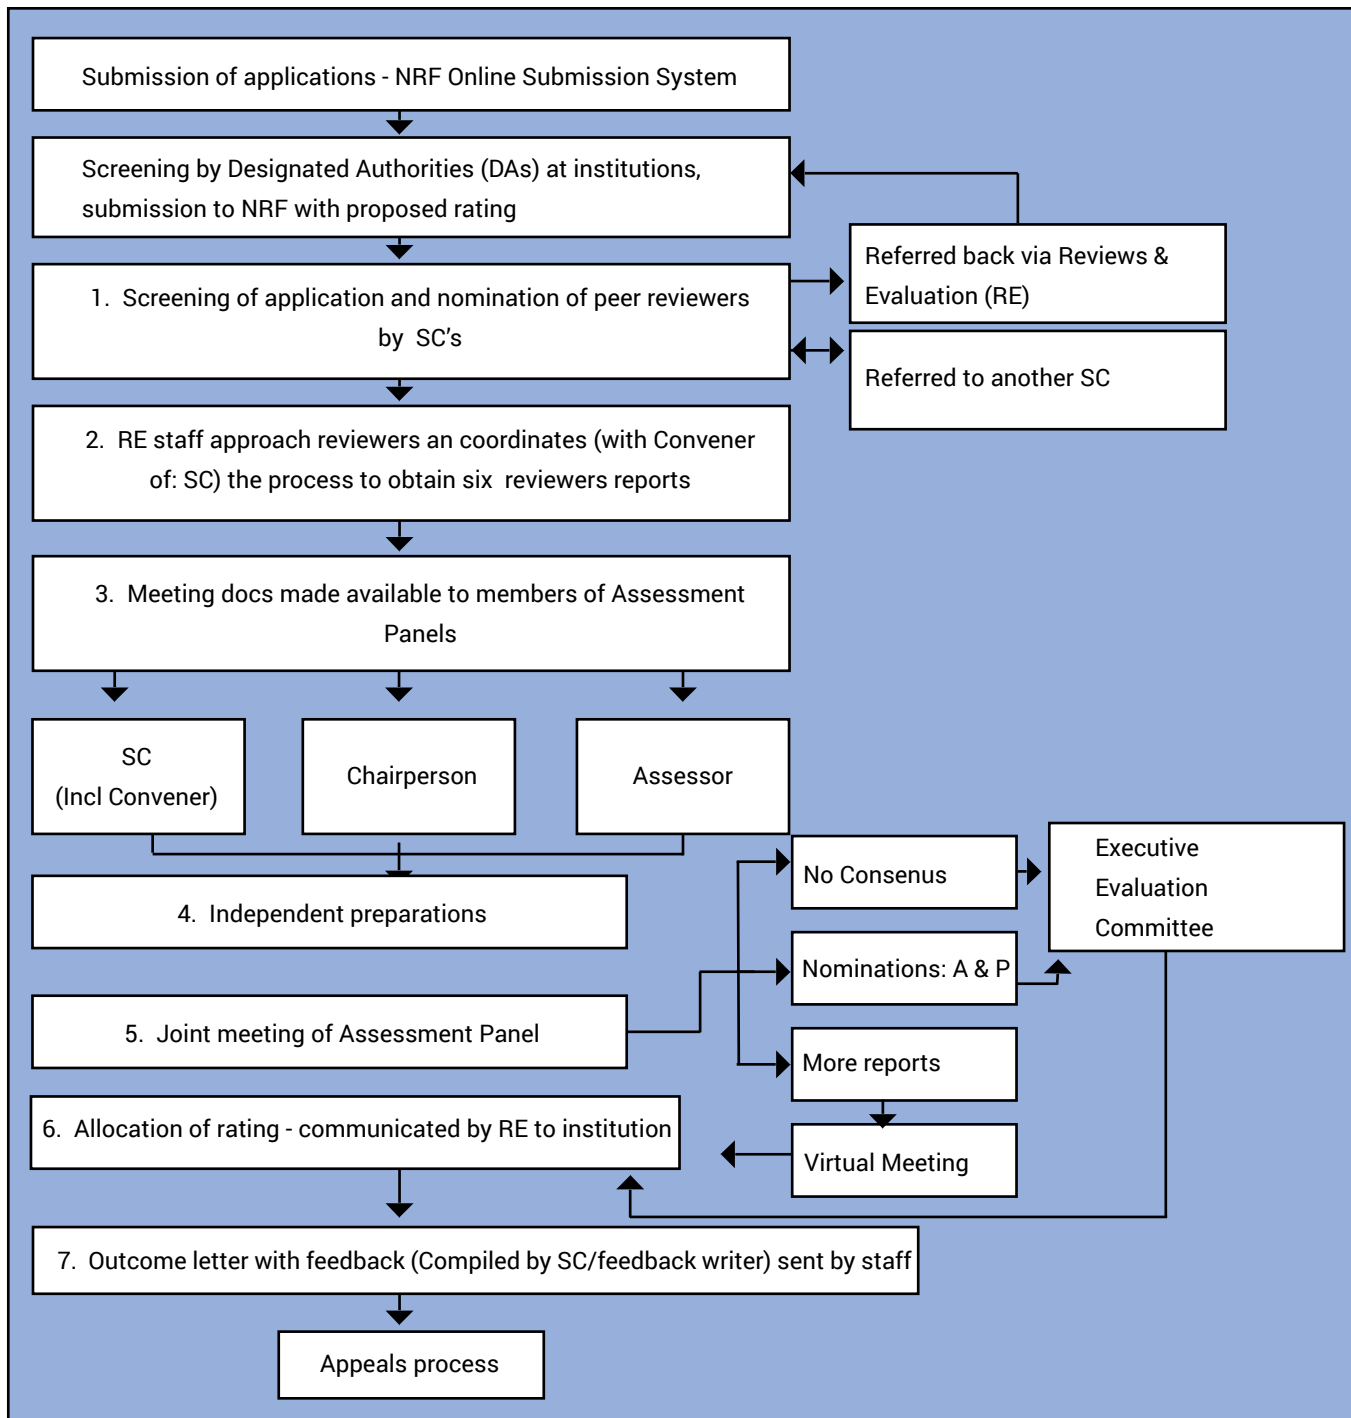 Submission of applications - NRF Online Submission System
Screening by Designated Authorities (DAs) at institutions,
submission to NRF with proposed rating
Referred back via Reviews &
Evaluation (RE)
1. Screening of application and nomination of peer reviewers
by SC’s
Referred to another SC
2. RE staff approach reviewers an coordinates (with Convener
of: SC) the process to obtain six reviewers reports
3. Meeting docs made available to members of Assessment
Panels
SC
(Incl Convener)
Chairperson
Assessor
4. Independent preparations
No Consenus
Executive
Evaluation
Committee
Nominations: A & P
5. Joint meeting of Assessment Panel
More reports
6. Allocation of rating - communicated by RE to institution
Virtual Meeting
7. Outcome letter with feedback (Compiled by SC/feedback writer) sent by staff
Appeals process